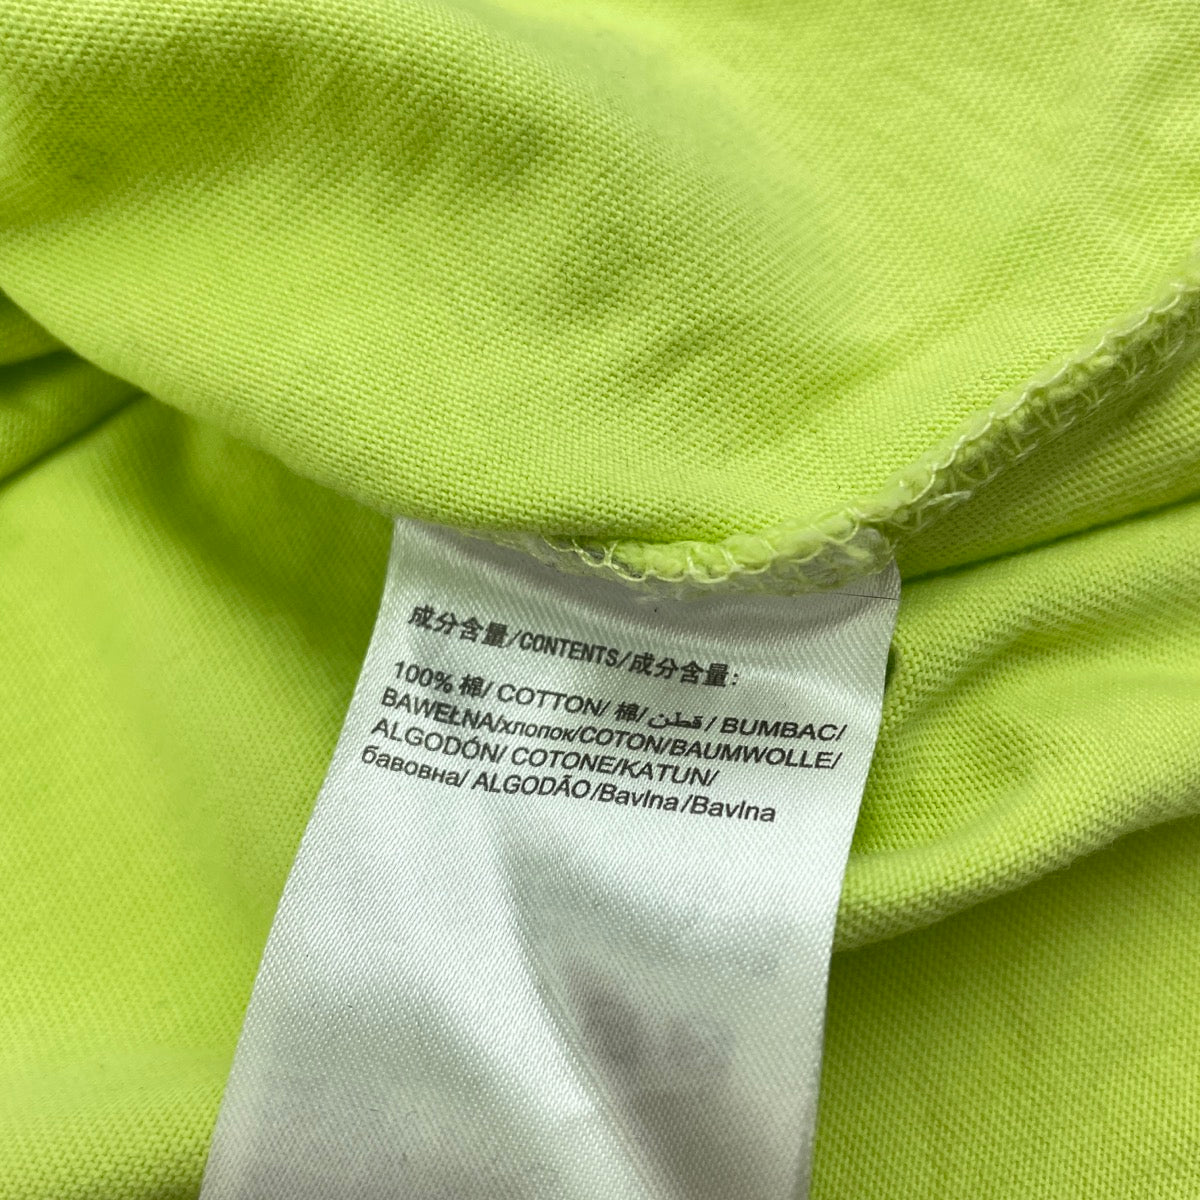 成分含量/CONTENTS/成分含量:
100% 棉/ COTTON/ 棉/ قطن / BUMBAC/
BAWEŁNA/хлопок/COTON/BAUMWOLLE/
ALGODÓN/ COTONE/KATUN/
бавовна/ ALGODÃO/Bavlna/Bavlna